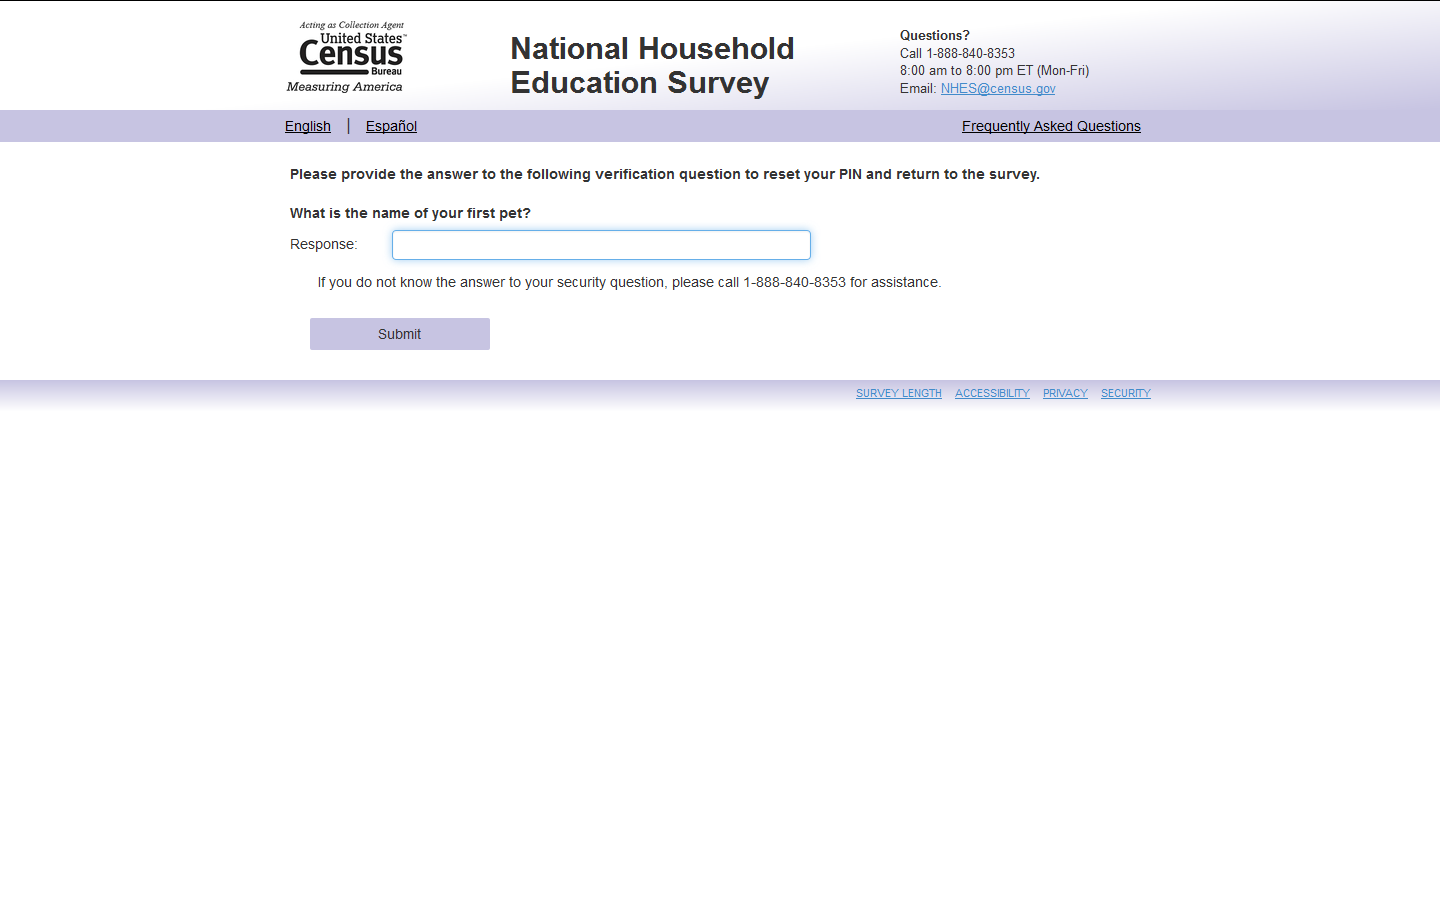 Acting as Collection Agent
United States™
Census
Bureau
Measuring America
National Household
Education Survey
Questions?
Call 1-888-840-8353
8:00 am to 8:00 pm ET (Mon-Fri)
Email: NHES@census.gov
English | Español
Frequently Asked Questions
Please provide the answer to the following verification question to reset your PIN and return to the survey.
What is the name of your first pet?
Response:
If you do not know the answer to your security question, please call 1-888-840-8353 for assistance.
Submit
SURVEY LENGTH ACCESSIBILITY PRIVACY SECURITY